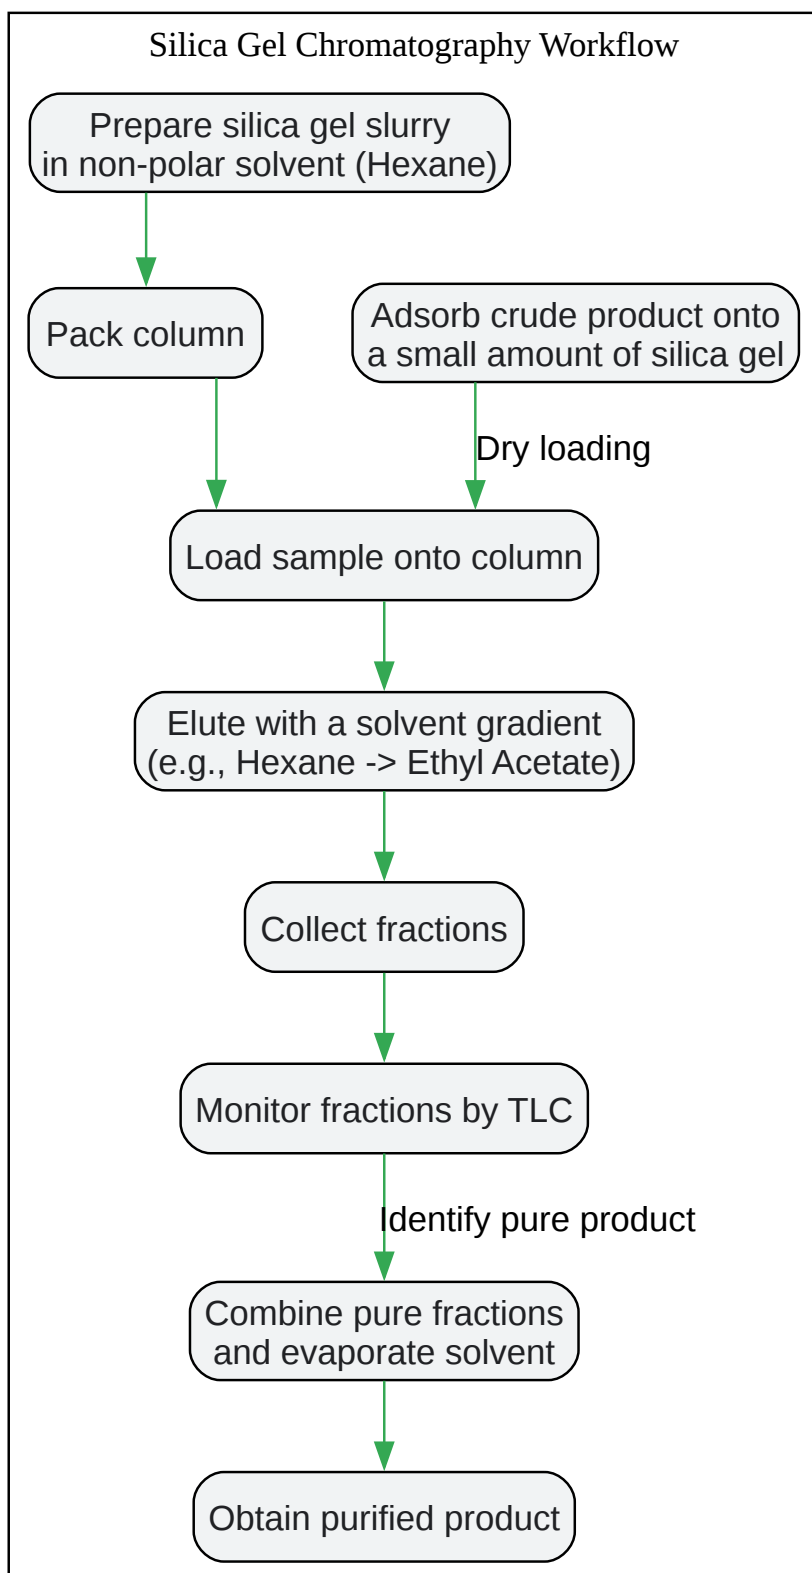 Silica Gel Chromatography Workflow
Prepare silica gel slurry
in non-polar solvent (Hexane)
Pack column
Adsorb crude product onto
a small amount of silica gel
Dry loading
Load sample onto column
Elute with a solvent gradient
(e.g., Hexane -> Ethyl Acetate)
Collect fractions
Monitor fractions by TLC
Identify pure product
Combine pure fractions
and evaporate solvent
Obtain purified product